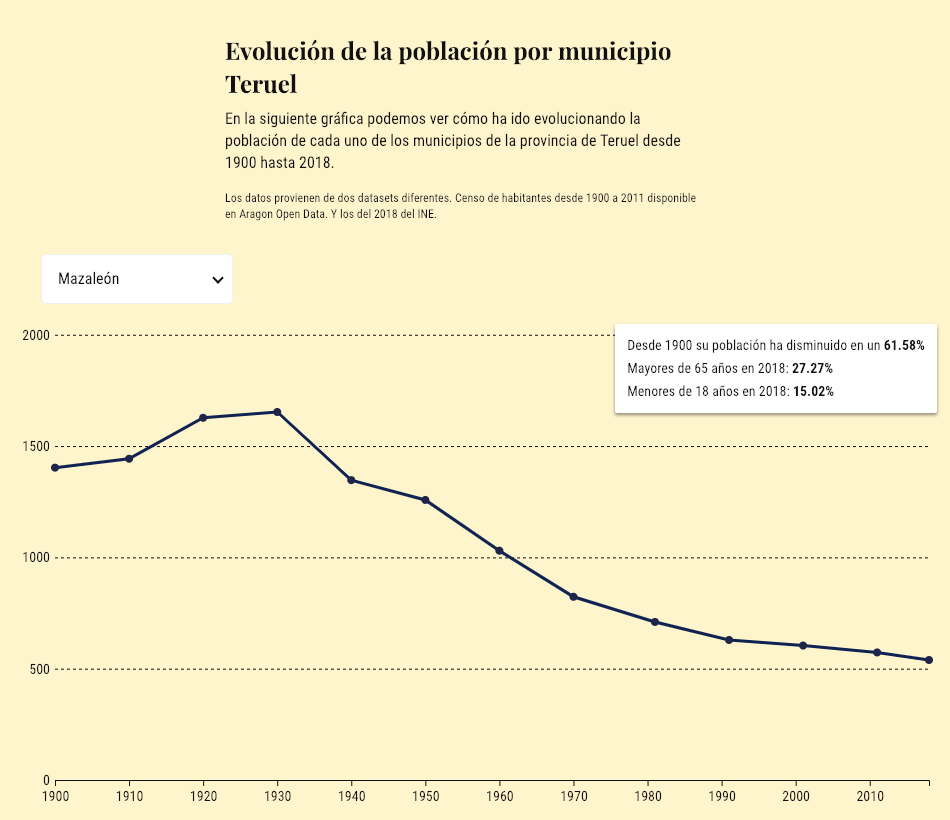 Evolución de la población por municipio
Teruel
En la siguiente gráfica podemos ver cómo ha ido evolucionando la
población de cada uno de los municipios de la provincia de Teruel desde
1900 hasta 2018.
Los datos provienen de dos datasets diferentes. Censo de habitantes desde 1900 a 2011 disponible
en Aragon Open Data. Y los del 2018 del INE.
Mazaleón
Desde 1900 su población ha disminuido en un 61.58%
Mayores de 65 años en 2018: 27.27%
Menores de 18 años en 2018: 15.02%
2000
1500
1000
500
0
1900 1910 1920 1930 1940 1950 1960 1970 1980 1990 2000 2010